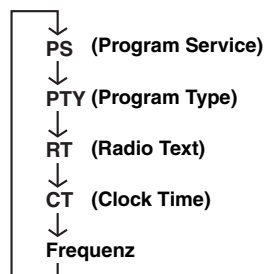 PS (Program Service)
PTY (Program Type)
RT (Radio Text)
CT (Clock Time)
Frequenz